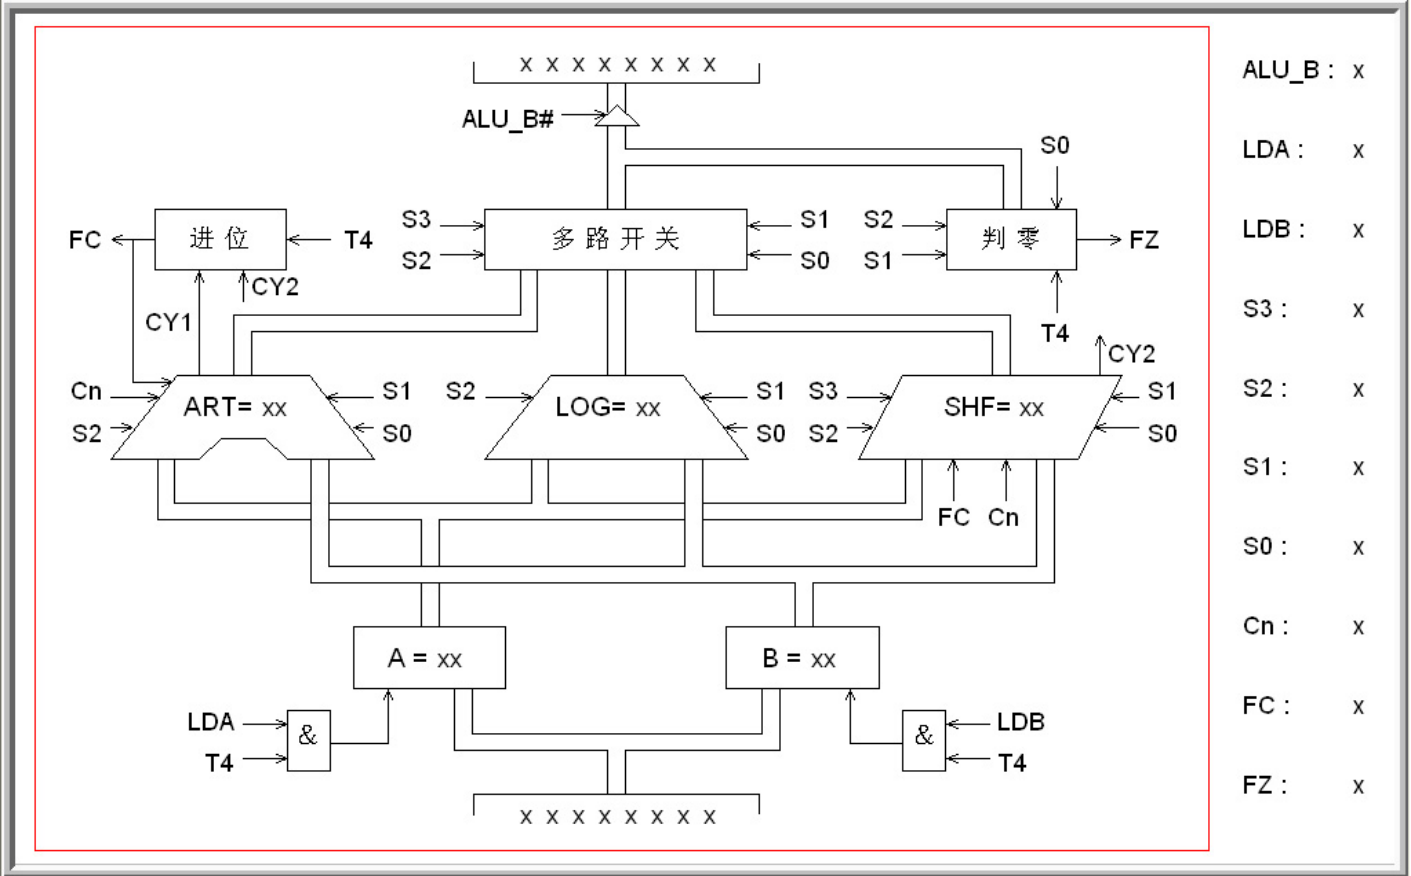 x x x x x x x x
ALU_B : x
ALU_B#
LDA : x
S0
S3 S1 S2
LDB : x
FC 进 位 T4 多 路 开 关 判 零 FZ
S2 S0 S1
CY2
CY1 T4
S3 : x
CY2
Cn ART= xx S1 S2 LOG= xx S1 S3 SHF= xx S1
S2 : x
S2 S0 S0 S2 S0
S1 : x
FC Cn
S0 : x
Cn : x
A = xx B = xx
FC : x
LDA & & LDB
T4 T4
FZ : x
x x x x x x x x